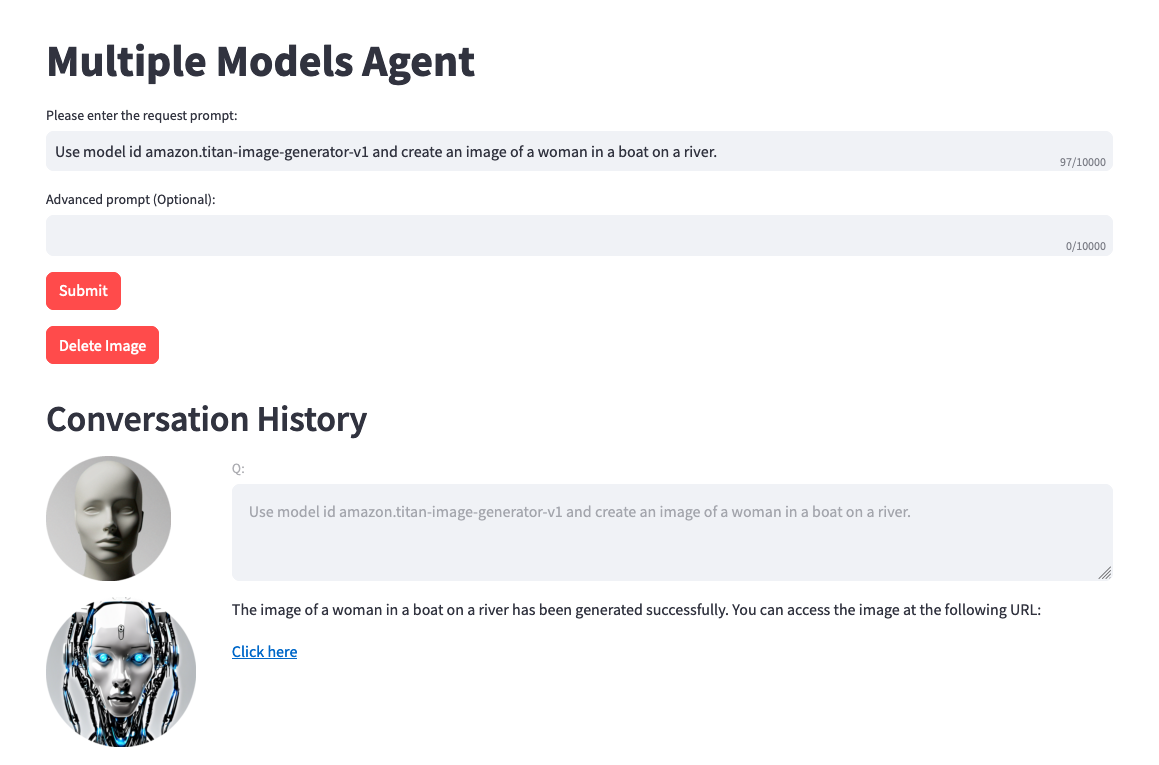 Multiple Models Agent
Please enter the request prompt:
Use model id amazon.titan-image-generator-v1 and create an image of a woman in a boat on a river.
97/10000
Advanced prompt (Optional):
0/10000
Submit
Delete Image
Conversation History
Q:
Use model id amazon.titan-image-generator-v1 and create an image of a woman in a boat on a river.
The image of a woman in a boat on a river has been generated successfully. You can access the image at the following URL:
Click here